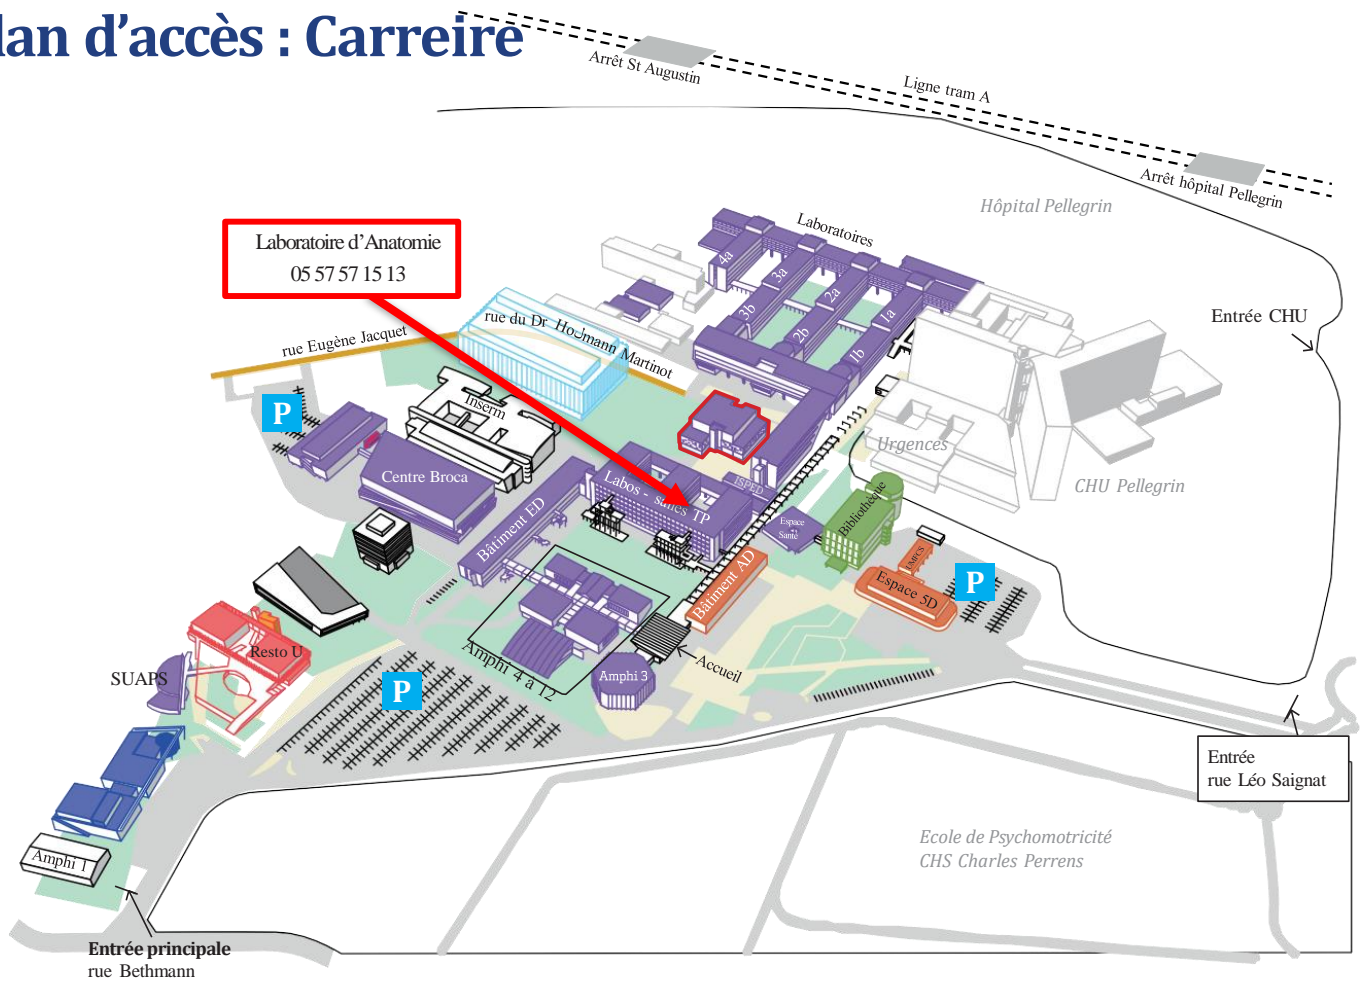 lan d’accès : Carreire
Arrêt St Augustin
Ligne tram A
Arrêt hôpital Pellegrin
Hôpital Pellegrin
Laboratoire d’Anatomie
05 57 57 15 13
Laboratoires
4a
3a
2a
1a
3b
2b
1b
Entrée CHU
rue Eugène Jacquet
rue du Dr Hoffmann Martinot
P
Inserm
Urgences
CHU Pellegrin
Centre Broca
Labos - salles TP
ISPED
Bibliothèque
Espace
Santé
Bâtiment ED
Bâtiment AD
UMFCS
Espace 5D
P
Resto U
SUAPS
Amphi 4 à 12
Amphi 3
Accueil
P
Entrée
rue Léo Saignat
Ecole de Psychomotricité
CHS Charles Perrens
Amphi 1
Entrée principale
rue Bethmann